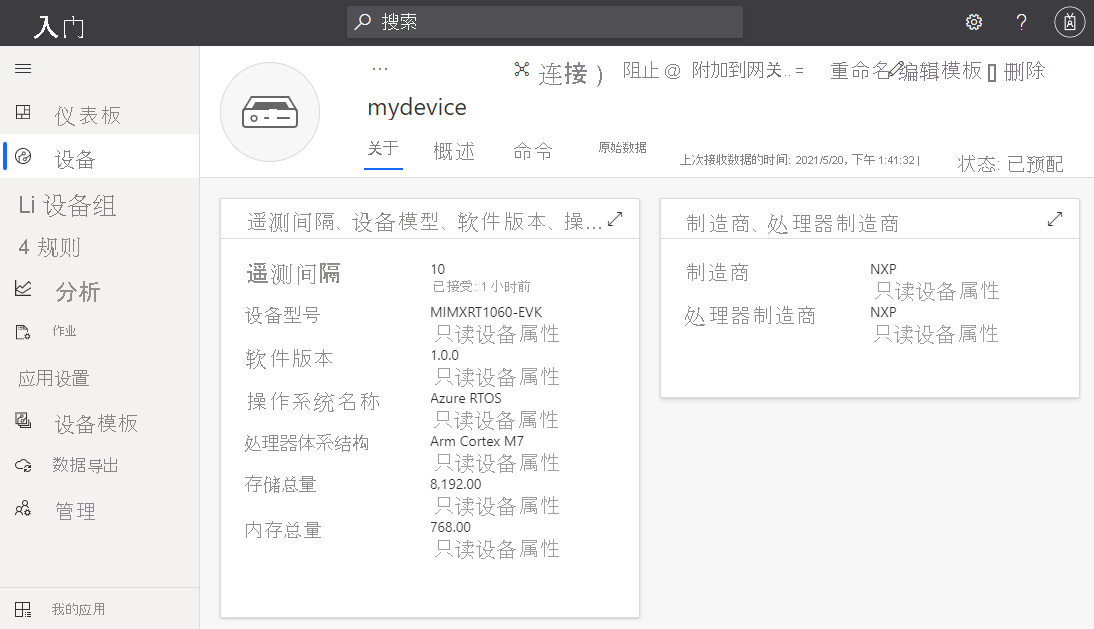 入门
搜索
?
仪表板
设备
Li 设备组
4 规则
分析
作业
应用设置
设备模板
数据导出
管理
我的应用
...
连接 )
阻止 @ 附加到网关.. =
重命名 编辑模板 [] 删除
mydevice
关于
概述
命令
原始数据
上次接收数据的时间: 2021/5/20, 下午 1:41:32 |
状态: 已预配
遥测间隔、设备模型、软件版本、操...
遥测间隔
10
已接受: 1 小时前
设备型号
MIMXRT1060-EVK
只读设备属性
软件版本
1.0.0
只读设备属性
操作系统名称
Azure RTOS
只读设备属性
处理器体系结构
Arm Cortex M7
只读设备属性
存储总量
8,192.00
只读设备属性
内存总量
768.00
只读设备属性
制造商、处理器制造商
制造商
NXP
只读设备属性
处理器制造商
NXP
只读设备属性